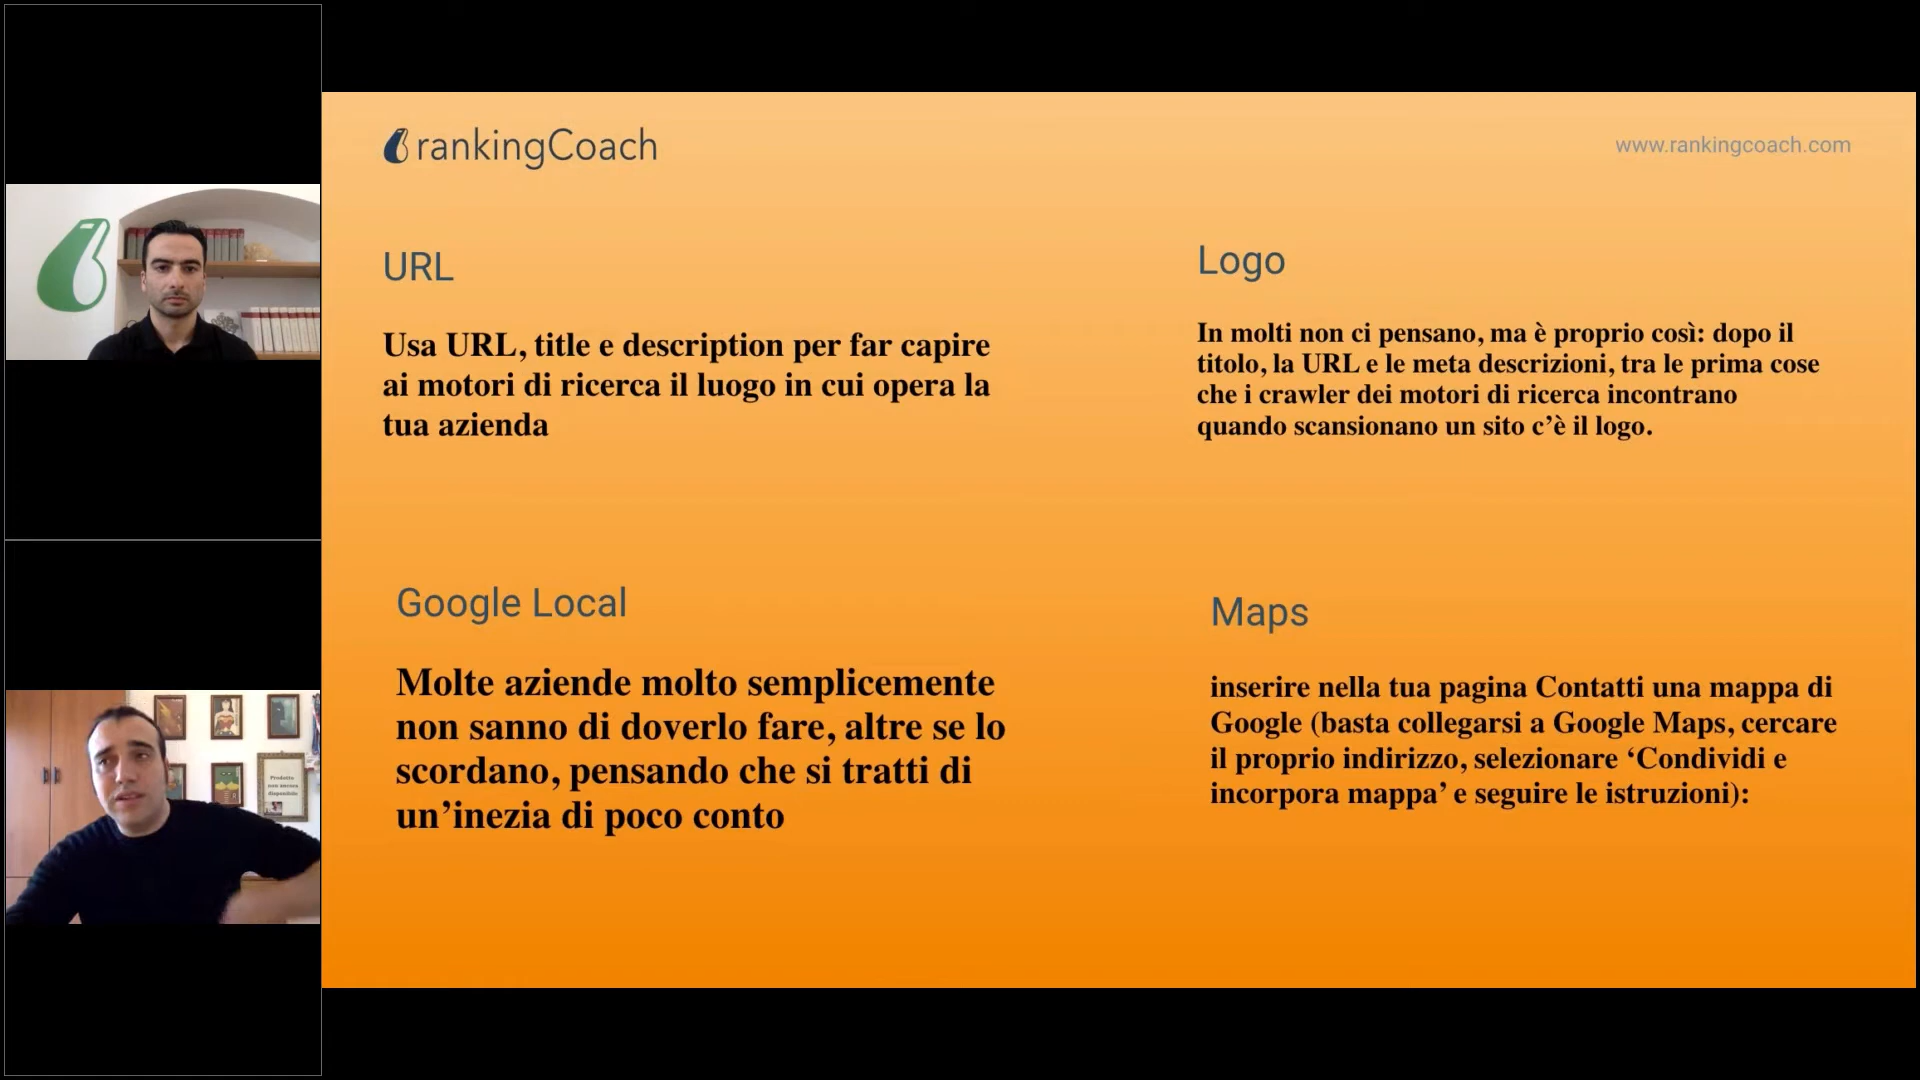 rankingCoach
www.rankingcoach.com
URL
Usa URL, title e description per far capire
ai motori di ricerca il luogo in cui opera la
tua azienda
Logo
In molti non ci pensano, ma è proprio così: dopo il
titolo, la URL e le meta descrizioni, tra le prima cose
che i crawler dei motori di ricerca incontrano
quando scansionano un sito c’è il logo.
Google Local
Molte aziende molto semplicemente
non sanno di doverlo fare, altre se lo
scordano, pensando che si tratti di
un’inezia di poco conto
Maps
inserire nella tua pagina Contatti una mappa di
Google (basta collegarsi a Google Maps, cercare
il proprio indirizzo, selezionare ‘Condividi e
incorpora mappa’ e seguire le istruzioni):
Prodotto
non ancora
disponibile